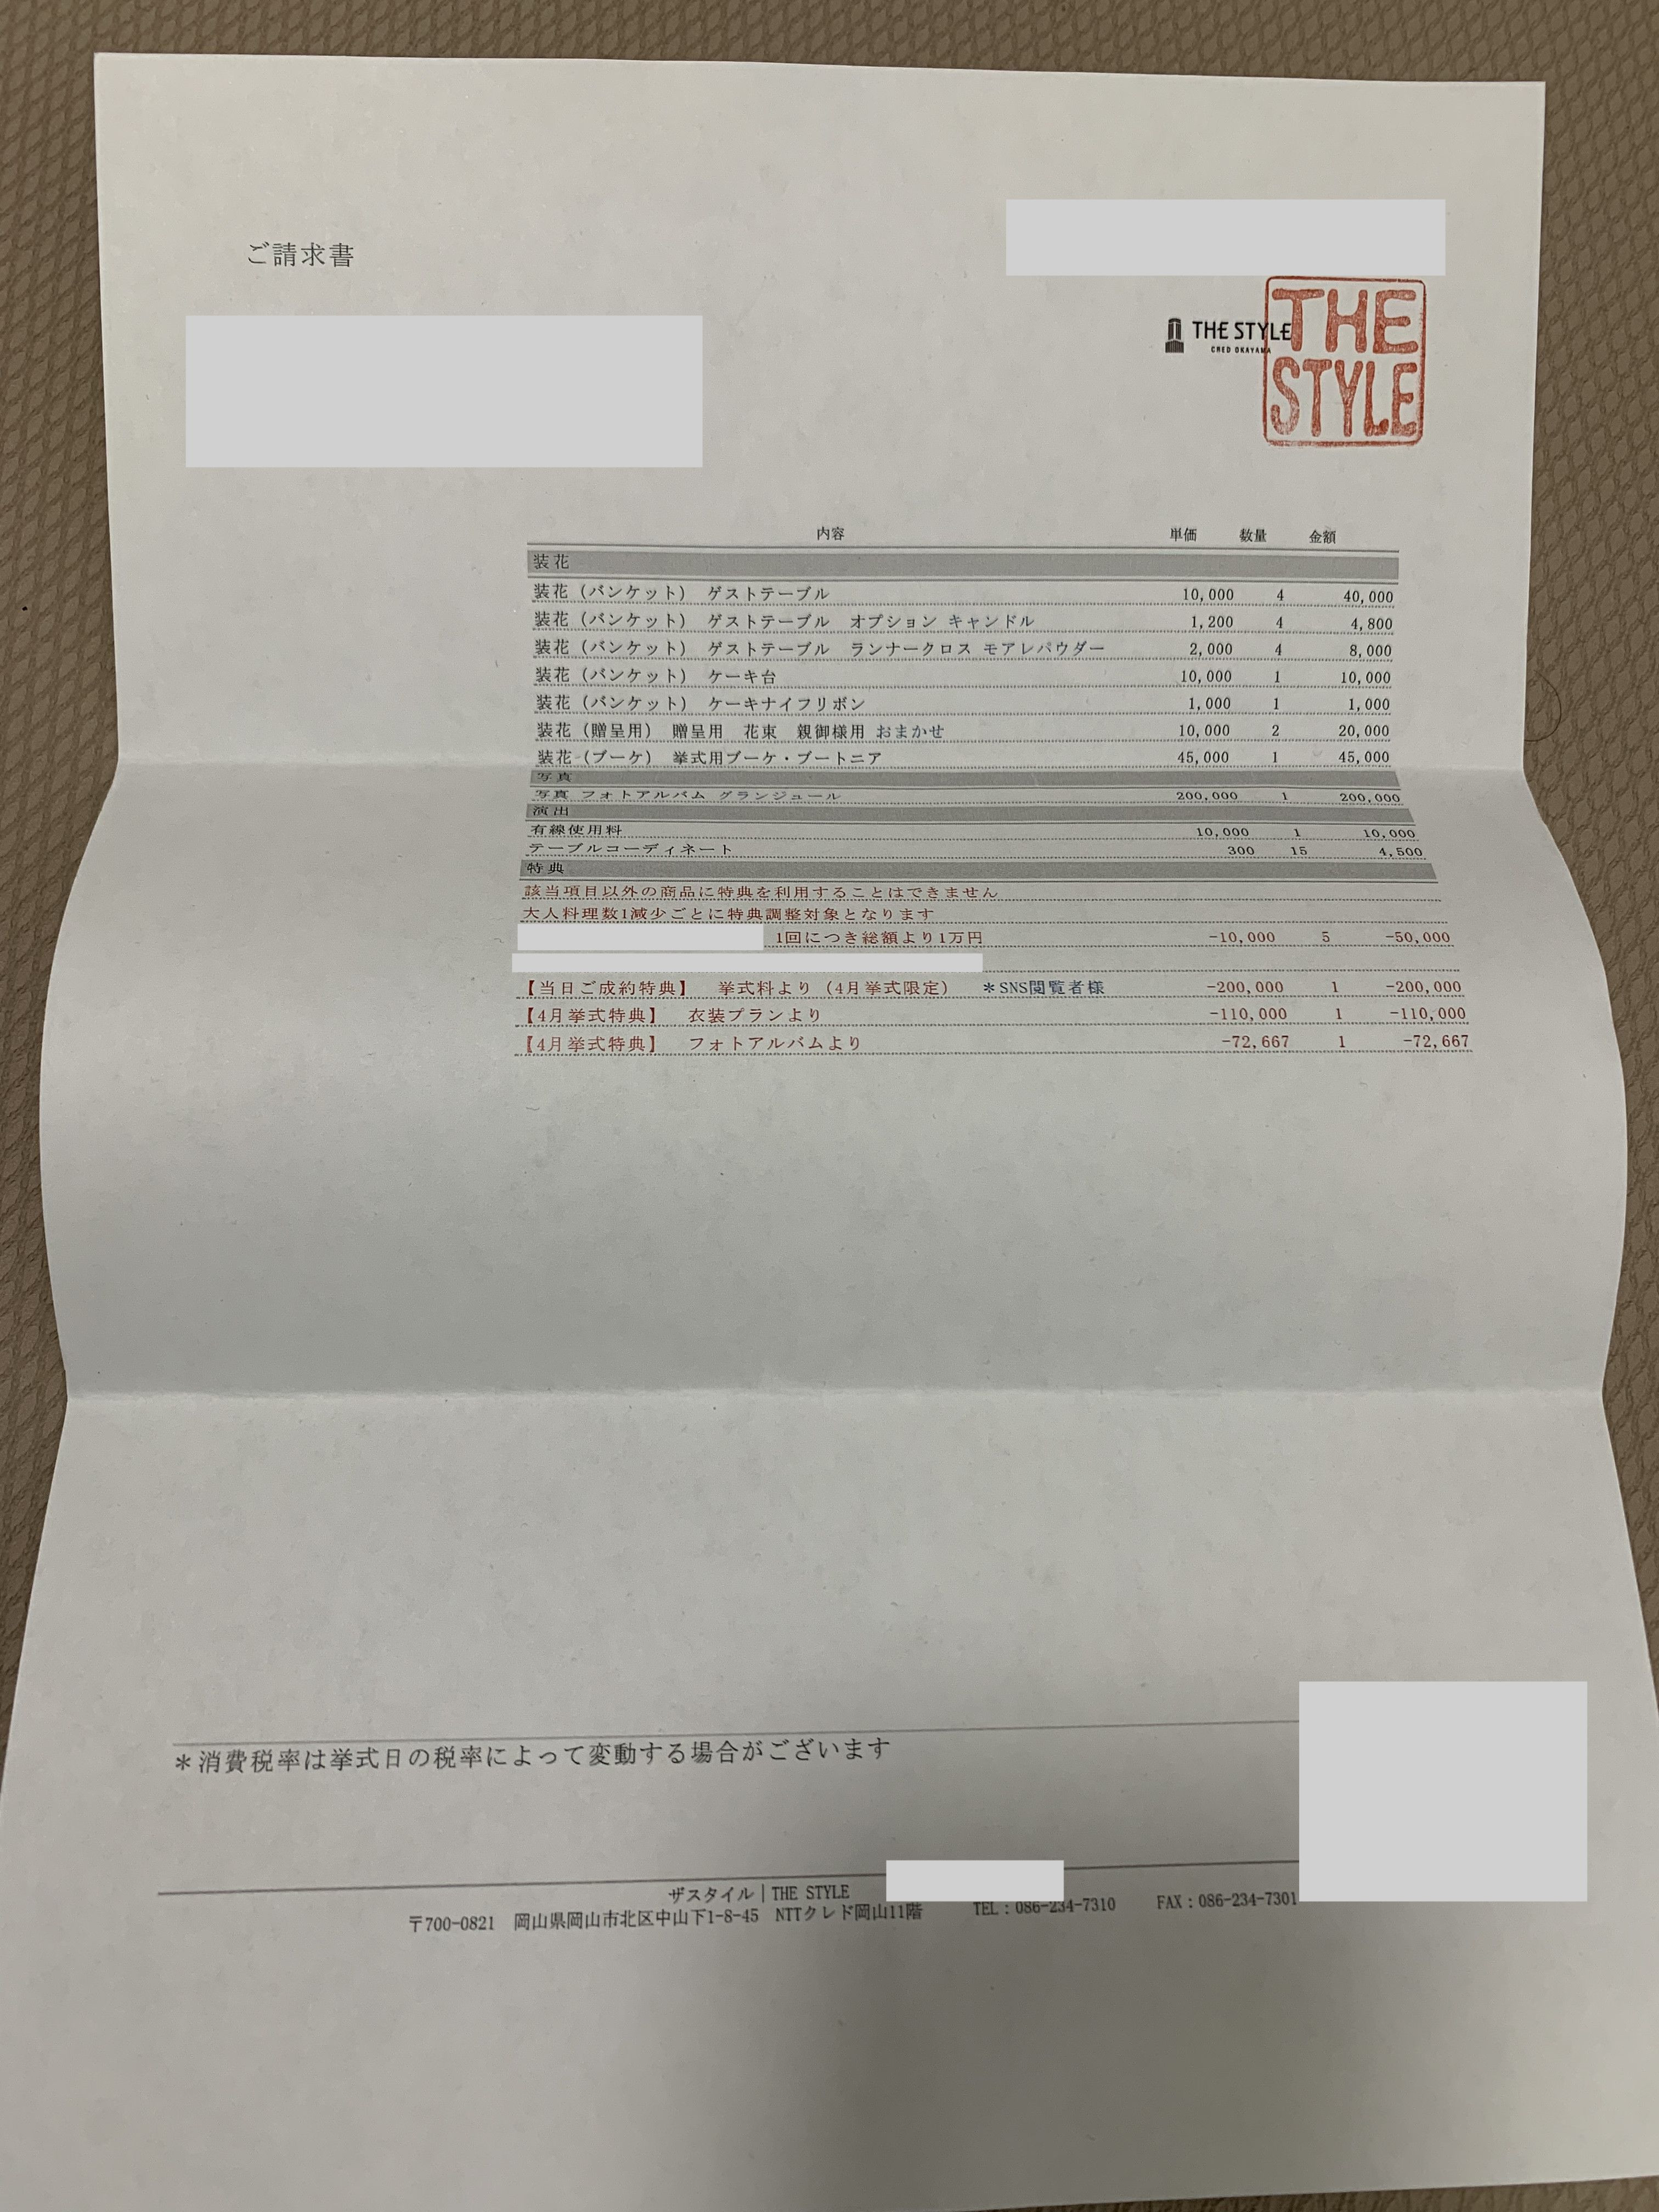 ご請求書
THE STYLE
CRED OKAYAMA
THE
STYLE
内容 単価 数量 金額
装花
装花（バンケット） ゲストテーブル 10,000 4 40,000
装花（バンケット） ゲストテーブル オプション キャンドル 1,200 4 4,800
装花（バンケット） ゲストテーブル ランナークロス モアレパウダー 2,000 4 8,000
装花（バンケット） ケーキ台 10,000 1 10,000
装花（バンケット） ケーキナイフリボン 1,000 1 1,000
装花（贈呈用） 贈呈用 花束 親御様用 おまかせ 10,000 2 20,000
装花（ブーケ） 挙式用ブーケ・ブートニア 45,000 1 45,000
写真
写真 フォトアルバム グランジュール 200,000 1 200,000
演出
有線使用料 10,000 1 10,000
テーブルコーディネート 300 15 4,500
特典
該当項目以外の商品に特典を利用することはできません
大人料理数1減少ごとに特典調整対象となります
1回につき総額より1万円 -10,000 5 -50,000
【当日ご成約特典】 挙式料より（4月挙式限定） ＊SNS閲覧者様 -200,000 1 -200,000
【4月挙式特典】 衣装プランより -110,000 1 -110,000
【4月挙式特典】 フォトアルバムより -72,667 1 -72,667
＊消費税率は挙式日の税率によって変動する場合がございます
ザスタイル｜THE STYLE
〒700-0821 岡山県岡山市北区中山下1-8-45 NTTクレド岡山11階 TEL：086-234-7310 FAX：086-234-7301